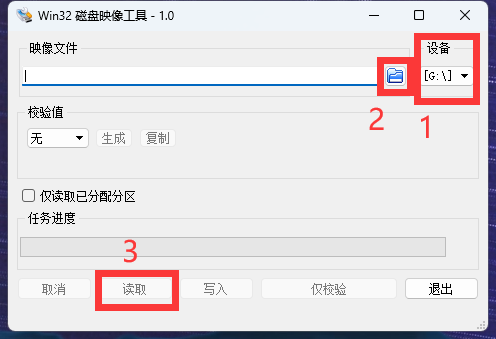 Win32 磁盘映像工具 - 1.0
映像文件
设备
[G:\]
2
1
校验值
无
生成
复制
仅读取已分配分区
任务进度
3
取消
读取
写入
仅校验
退出